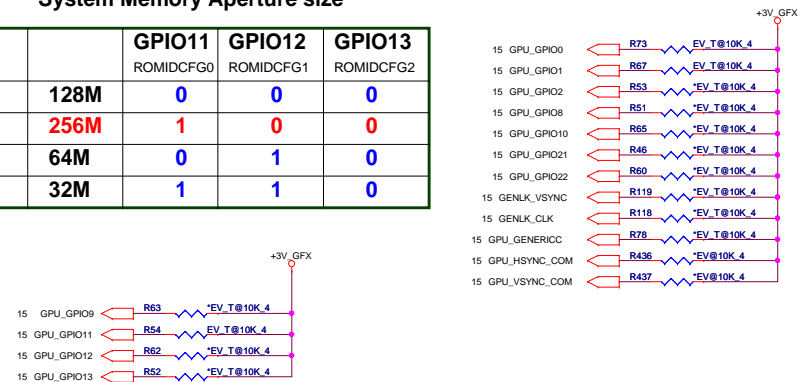 System Memory Aperture size
GPIO11 GPIO12 GPIO13
ROMIDCFG0 ROMIDCFG1 ROMIDCFG2
128M 0 0 0
256M 1 0 0
64M 0 1 0
32M 1 1 0
+3V_GFX
15 GPU_GPIO0 R73 EV_T@10K_4
15 GPU_GPIO1 R67 EV_T@10K_4
15 GPU_GPIO2 R53 *EV_T@10K_4
15 GPU_GPIO8 R51 *EV_T@10K_4
15 GPU_GPIO10 R65 *EV_T@10K_4
15 GPU_GPIO21 R46 *EV_T@10K_4
15 GPU_GPIO22 R60 *EV_T@10K_4
15 GENLK_VSYNC R119 *EV_T@10K_4
15 GENLK_CLK R118 *EV_T@10K_4
15 GPU_GENERICC R78 *EV_T@10K_4
15 GPU_HSYNC_COM R436 *EV@10K_4
15 GPU_VSYNC_COM R437 *EV@10K_4
+3V_GFX
15 GPU_GPIO9 R63 *EV_T@10K_4
15 GPU_GPIO11 R54 EV_T@10K_4
15 GPU_GPIO12 R62 *EV_T@10K_4
15 GPU_GPIO13 R52 *EV_T@10K_4